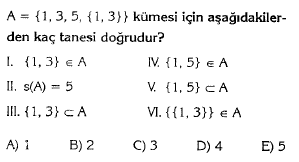 A = {1, 3, 5, {1, 3}} kümesi için aşağıdakiler-
den kaç tanesi doğrudur?
I. {1, 3} ∈ A IV. {1, 5} ∈ A
II. s(A) = 5 V. {1, 5} ⊂ A
III. {1, 3} ⊂ A VI. {{1, 3}} ∈ A
A) 1 B) 2 C) 3 D) 4 E) 5